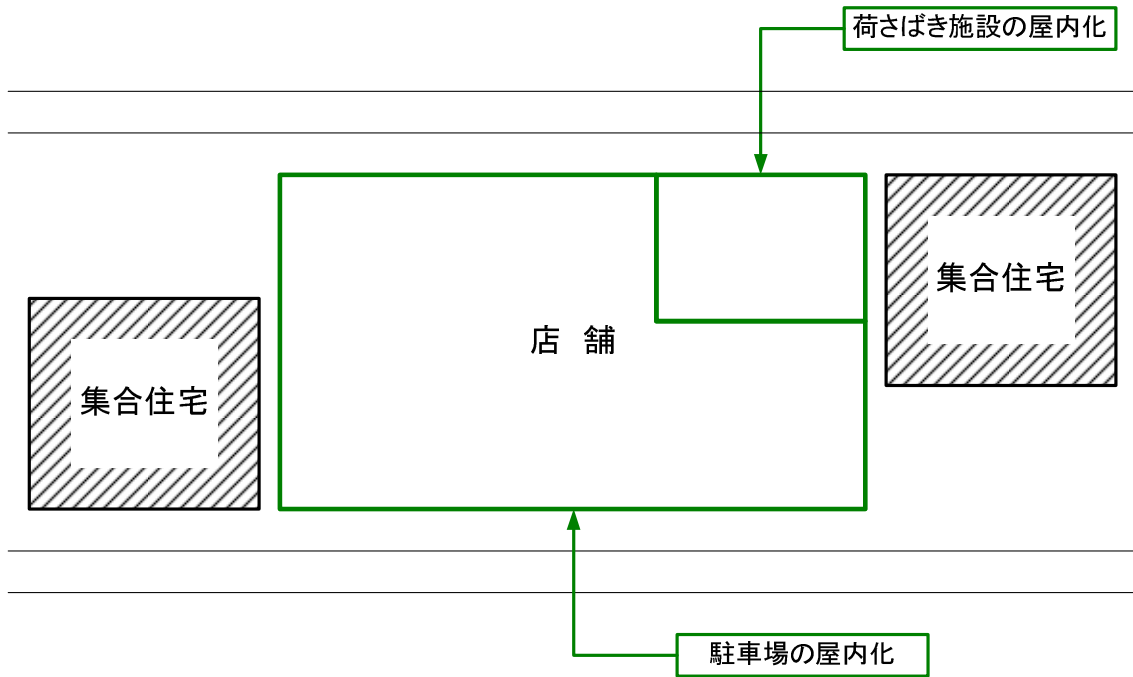 荷さばき施設の屋内化
集合住宅
店 舗
集合住宅
駐車場の屋内化